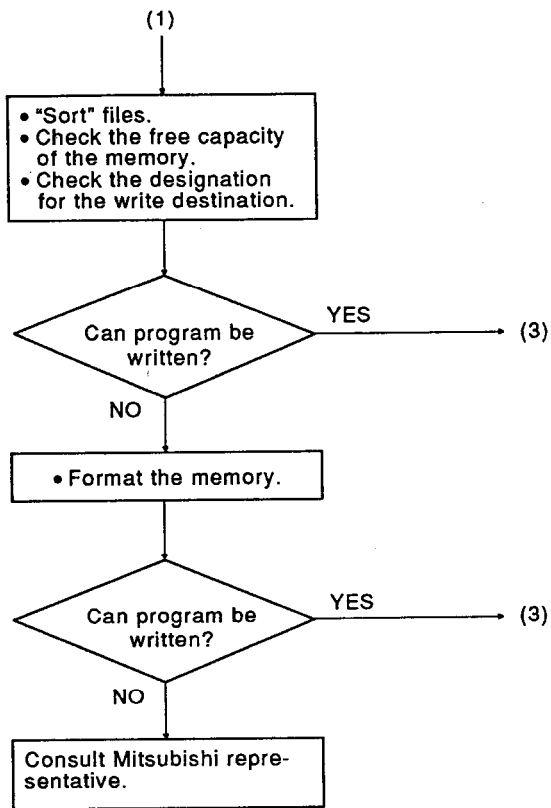 (1)
• "Sort" files.
• Check the free capacity
of the memory.
• Check the designation
for the write destination.
Can program be
written?
YES
(3)
NO
• Format the memory.
Can program be
written?
YES
(3)
NO
Consult Mitsubishi repre-
sentative.